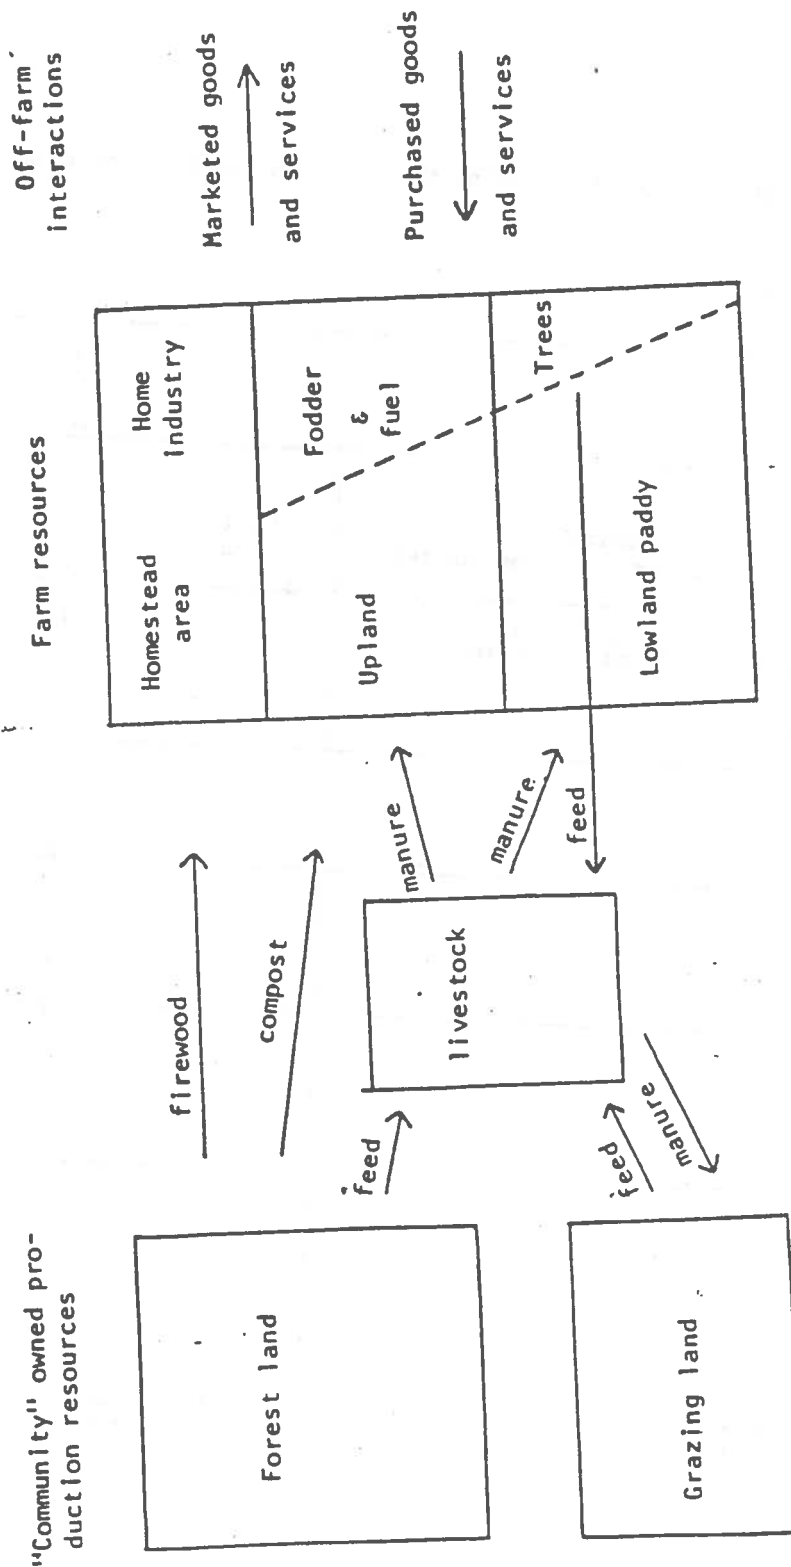 "Community" owned pro-
duction resources
Farm resources
Off-farm
interactions
Forest land
Grazing land
firewood
compost
feed
feed
manure
livestock
manure
manure
feed
Homestead
area
Home
Industry
Upland
Fodder
&
fuel
Lowland paddy
Trees
Marketed goods
and services
Purchased goods
and services